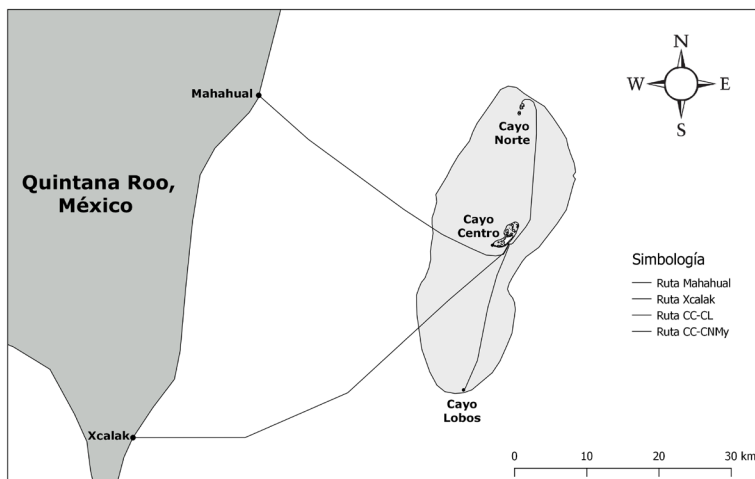 N
W
E
S
Mahahual
Cayo
Norte
Quintana Roo,
México
Cayo
Centro
Simbología
Ruta Mahahual
Ruta Xcalak
Ruta CC-CL
Ruta CC-CNMy
Cayo
Lobos
Xcalak
0 10 20 30 km